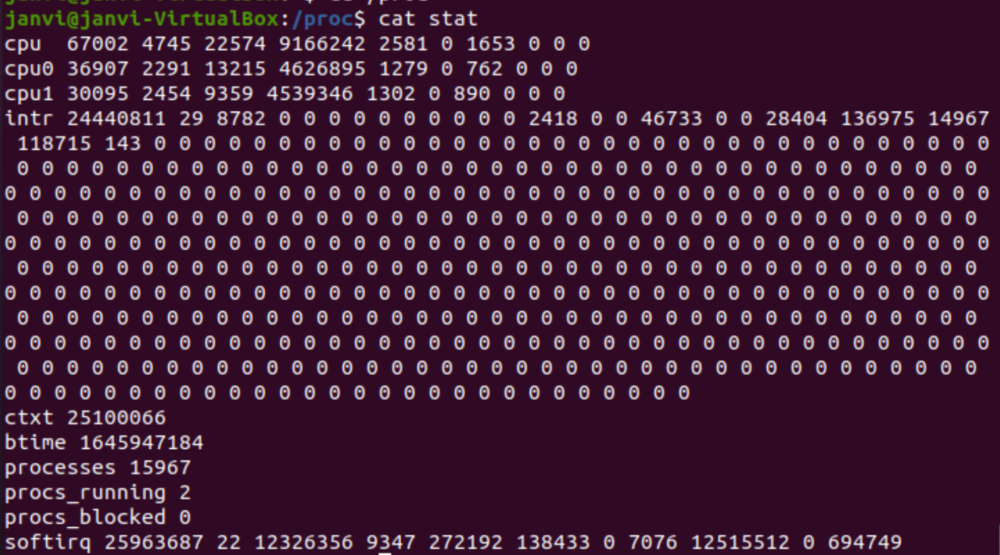 janvi@janvi-VirtualBox:/proc$ cat stat
cpu  67002 4745 22574 9166242 2581 0 1653 0 0 0
cpu0 36907 2291 13215 4626895 1279 0 762 0 0 0
cpu1 30095 2454 9359 4539346 1302 0 890 0 0 0
intr 24440811 29 8782 0 0 0 0 0 0 0 0 0 0 2418 0 0 46733 0 0 28404 136975 14967
118715 143 0 0 0 0 0 0 0 0 0 0 0 0 0 0 0 0 0 0 0 0 0 0 0 0 0 0 0 0 0 0 0 0 0 0
0 0 0 0 0 0 0 0 0 0 0 0 0 0 0 0 0 0 0 0 0 0 0 0 0 0 0 0 0 0 0 0 0 0 0 0 0 0 0
0 0 0 0 0 0 0 0 0 0 0 0 0 0 0 0 0 0 0 0 0 0 0 0 0 0 0 0 0 0 0 0 0 0 0 0 0 0 0 0
0 0 0 0 0 0 0 0 0 0 0 0 0 0 0 0 0 0 0 0 0 0 0 0 0 0 0 0 0 0 0 0 0 0 0 0 0 0 0
0 0 0 0 0 0 0 0 0 0 0 0 0 0 0 0 0 0 0 0 0 0 0 0 0 0 0 0 0 0 0 0 0 0 0 0 0 0 0 0
0 0 0 0 0 0 0 0 0 0 0 0 0 0 0 0 0 0 0 0 0 0 0 0 0 0 0 0 0 0 0 0 0 0 0 0 0 0 0
0 0 0 0 0 0 0 0 0 0 0 0 0 0 0 0 0 0 0 0 0 0 0 0 0 0 0 0 0 0 0 0 0 0 0 0 0 0 0 0
0 0 0 0 0 0 0 0 0 0 0 0 0 0 0 0 0 0 0 0 0 0 0 0 0 0 0 0 0 0 0 0 0 0 0 0 0 0 0
0 0 0 0 0 0 0 0 0 0 0 0 0 0 0 0 0 0 0 0 0 0 0 0 0 0 0 0 0 0 0 0 0 0 0 0 0 0 0 0
0 0 0 0 0 0 0 0 0 0 0 0 0 0 0 0 0 0 0 0 0 0 0 0 0 0 0 0 0 0 0 0 0 0 0 0 0 0 0
0 0 0 0 0 0 0 0 0 0 0 0 0 0 0 0 0 0 0 0 0 0 0 0 0 0 0 0
ctxt 25100066
btime 1645947184
processes 15967
procs_running 2
procs_blocked 0
softirq 25963687 22 12326356 9347 272192 138433 0 7076 12515512 0 694749